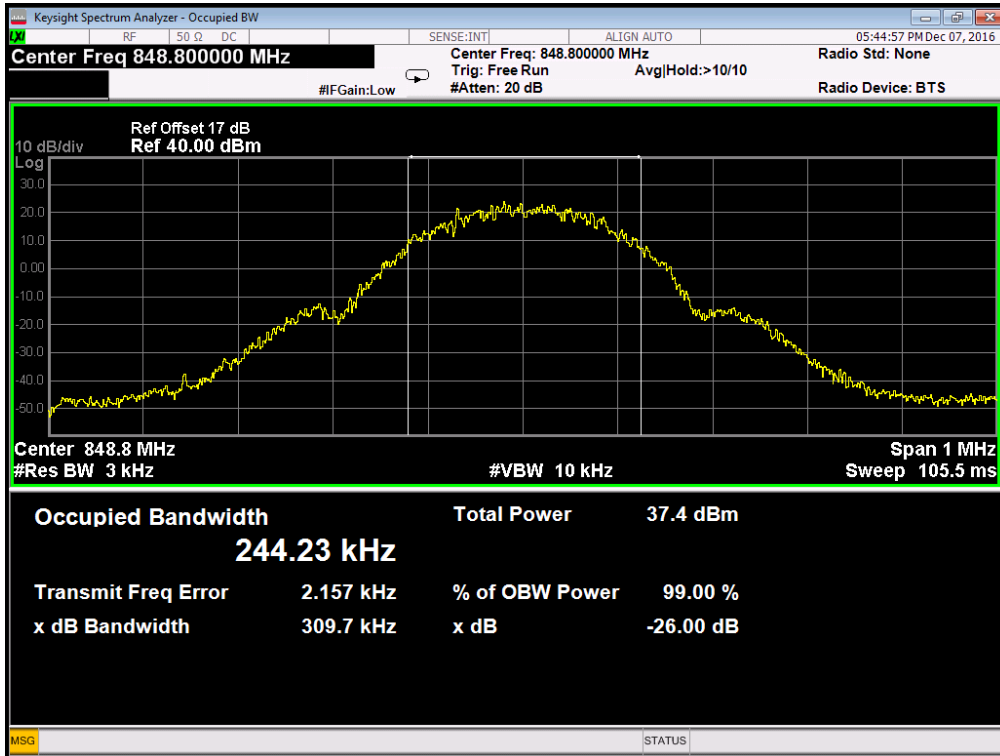 Keysight Spectrum Analyzer - Occupied BW
LXI RF 50 Ω DC SENSE:INT ALIGN AUTO 05:44:57 PM Dec 07, 2016
Center Freq 848.800000 MHz Center Freq: 848.800000 MHz Radio Std: None
Trig: Free Run Avg|Hold:>10/10
#IFGain:Low #Atten: 20 dB Radio Device: BTS
Ref Offset 17 dB
10 dB/div Ref 40.00 dBm
Log
30.0
20.0
10.0
0.00
-10.0
-20.0
-30.0
-40.0
-50.0
Center 848.8 MHz Span 1 MHz
#Res BW 3 kHz #VBW 10 kHz Sweep 105.5 ms
Occupied Bandwidth Total Power 37.4 dBm
244.23 kHz
Transmit Freq Error 2.157 kHz % of OBW Power 99.00 %
x dB Bandwidth 309.7 kHz x dB -26.00 dB
MSG STATUS